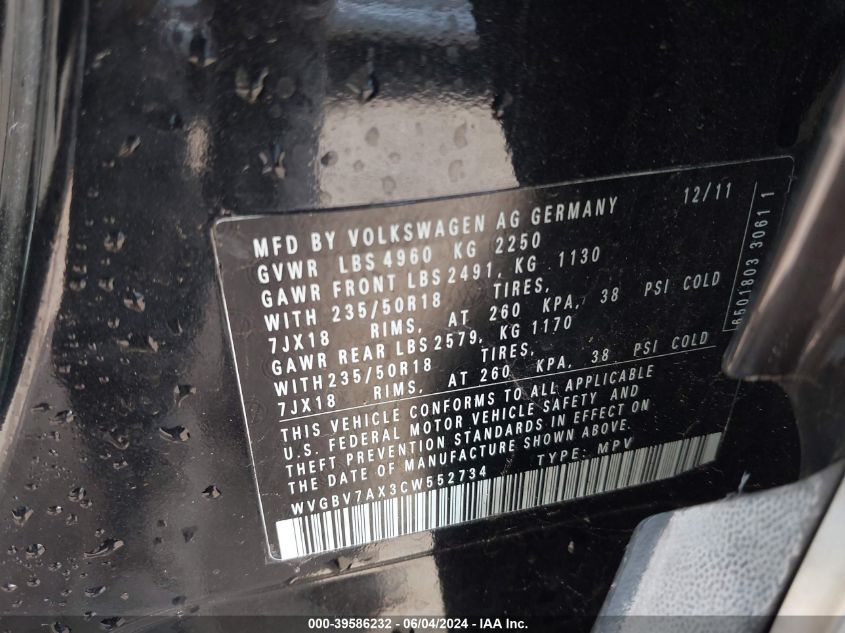 12/11
MFD BY VOLKSWAGEN AG GERMANY
GVWR LBS 4960 KG 2250
GAWR FRONT LBS 2491, KG 1130
WITH 235/50R18 TIRES,
7JX18 RIMS, AT 260 KPA, 38 PSI COLD
GAWR REAR LBS 2579, KG 1170
WITH 235/50R18 TIRES,
7JX18 RIMS, AT 260 KPA, 38 PSI COLD
THIS VEHICLE CONFORMS TO ALL APPLICABLE
U.S. FEDERAL MOTOR VEHICLE SAFETY AND
THEFT PREVENTION STANDARDS IN EFFECT ON
THE DATE OF MANUFACTURE SHOWN ABOVE.
WVGBV7AX3CW552734 TYPE: MPV
6501803 3061 1
000-39586232 - 06/04/2024 - IAA Inc.